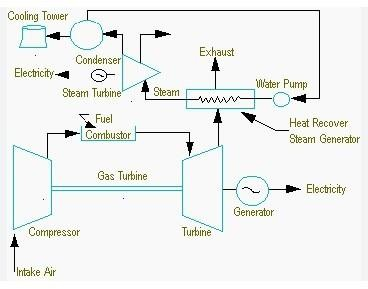 Cooling Tower
Exhaust
Condenser
Electricity
Steam Turbine
Steam
Water Pump
Fuel
Combustor
Heat Recover
Steam Generator
Gas Turbine
Electricity
Generator
Compressor
Turbine
Intake Air